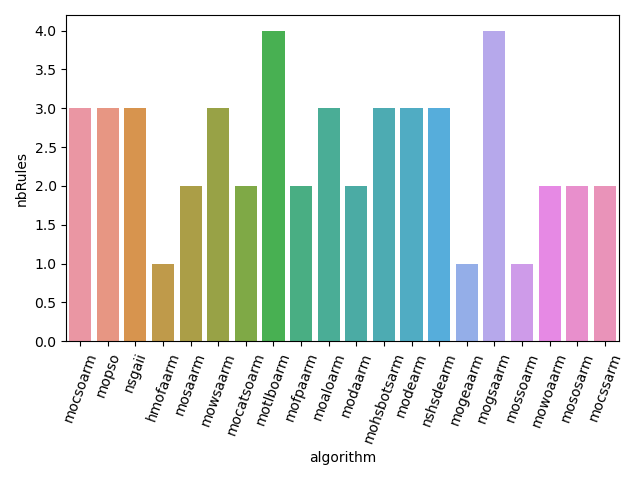 nbRules
4.0
3.5
3.0
2.5
2.0
1.5
1.0
0.5
0.0
mocsoarm
mopso
nsgaii
hmofaarm
mosaarm
mowsaarm
mocatsoarm
motlboarm
mofpaarm
moaloarm
modaarm
mohsbotsarm
modearm
nshsdearm
mogeaarm
mogsaarm
mossoarm
mowoaarm
mososarm
mocssarm
algorithm